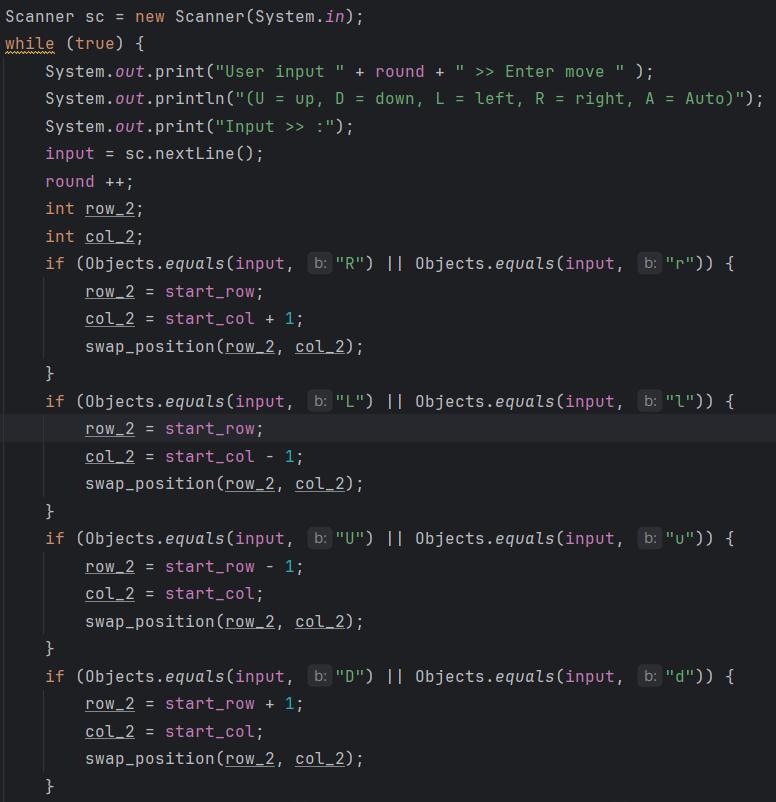 Scanner sc = new Scanner(System.in);
while (true) {
    System.out.print("User input " + round + " >> Enter move " );
    System.out.println("(U = up, D = down, L = left, R = right, A = Auto)");
    System.out.print("Input >> :");
    input = sc.nextLine();
    round ++;
    int row_2;
    int col_2;
    if (Objects.equals(input, b: "R") || Objects.equals(input, b: "r")) {
        row_2 = start_row;
        col_2 = start_col + 1;
        swap_position(row_2, col_2);
    }
    if (Objects.equals(input, b: "L") || Objects.equals(input, b: "l")) {
        row_2 = start_row;
        col_2 = start_col - 1;
        swap_position(row_2, col_2);
    }
    if (Objects.equals(input, b: "U") || Objects.equals(input, b: "u")) {
        row_2 = start_row - 1;
        col_2 = start_col;
        swap_position(row_2, col_2);
    }
    if (Objects.equals(input, b: "D") || Objects.equals(input, b: "d")) {
        row_2 = start_row + 1;
        col_2 = start_col;
        swap_position(row_2, col_2);
    }